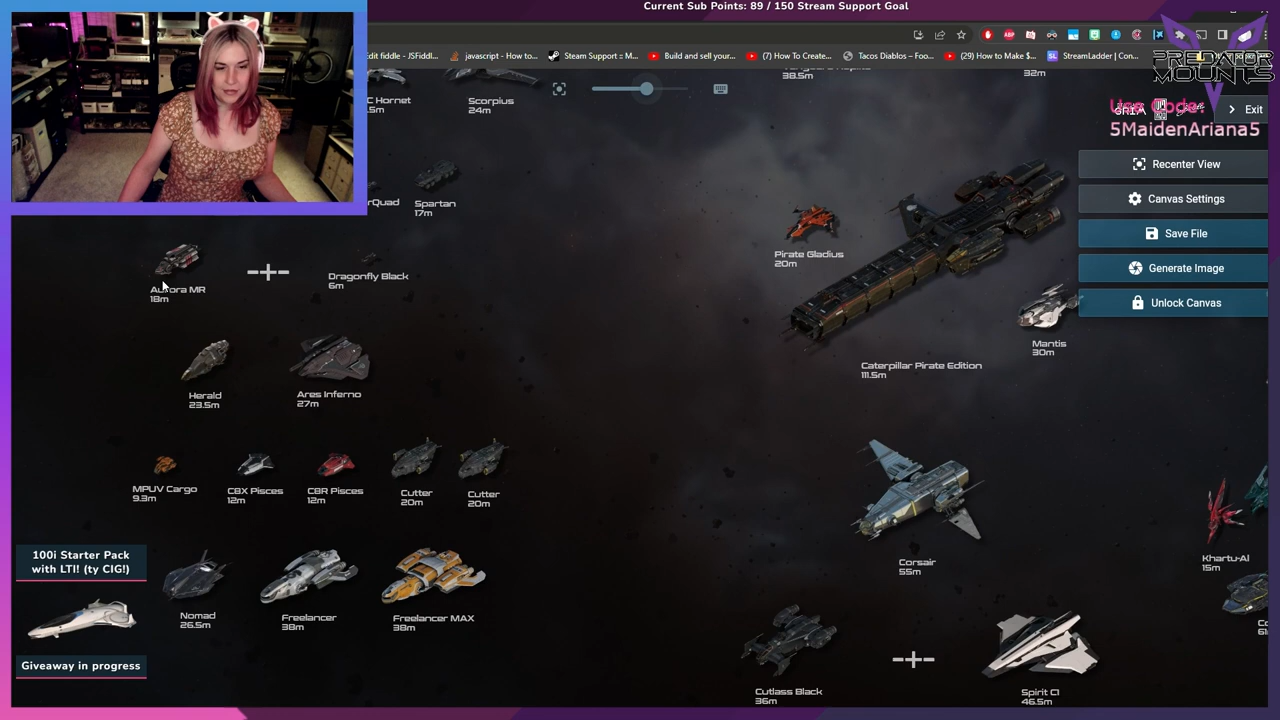 Current Sub Points: 89 / 150 Stream Support Goal
Edit fiddle - JSFiddl...
javascript - How to...
Steam Support :: M...
Build and sell your...
(7) How To Create...
Tacos Diablos – Foo...
(29) How to Make $...
StreamLadder | Con...
PREDATOR
MOUNTS
Use Code:
5MaidenAriana5
Exit
Recenter View
Canvas Settings
Save File
Generate Image
Unlock Canvas
C Hornet
.5m
Scorpius
24m
38.5m
32m
rQuad
Spartan
17m
Pirate Gladius
20m
Aurora MR
18m
Dragonfly Black
6m
Caterpillar Pirate Edition
111.5m
Mantis
30m
Herald
23.5m
Ares Inferno
27m
MPUV Cargo
9.3m
C8X Pisces
12m
C8R Pisces
12m
Cutter
20m
Cutter
20m
Corsair
55m
Khartu-Al
15m
100i Starter Pack
with LTI! (ty CIG!)
Nomad
26.5m
Freelancer
38m
Freelancer MAX
38m
Giveaway in progress
Cutlass Black
36m
Spirit C1
46.5m